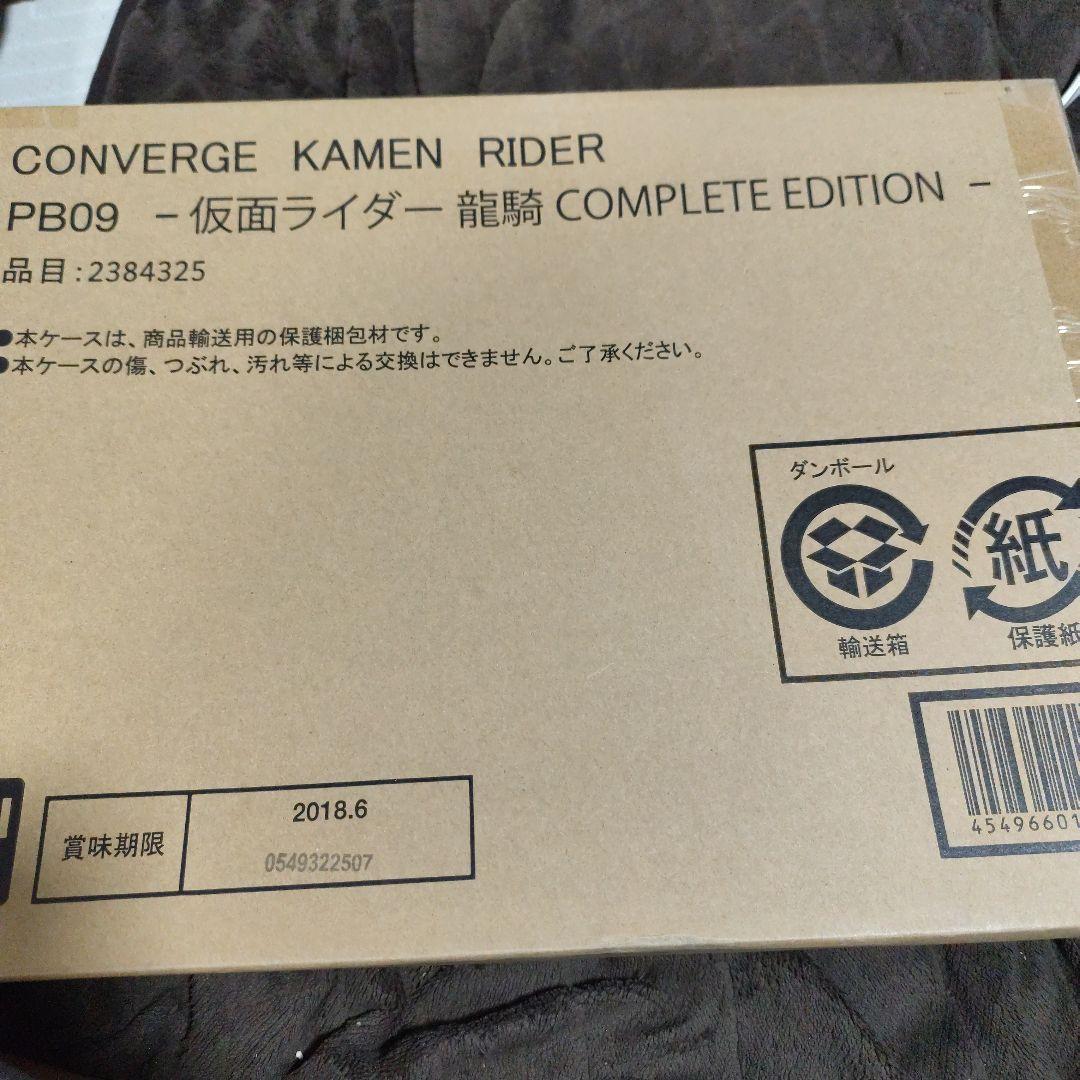 CONVERGE KAMEN RIDER
PB09 －仮面ライダー 龍騎 COMPLETE EDITION －
品目:2384325
●本ケースは、商品輸送用の保護梱包材です。
●本ケースの傷、つぶれ、汚れ等による交換はできません。ご了承ください。
ダンボール
紙
輸送箱
保護紙
45496601
賞味期限
2018.6
0549322507